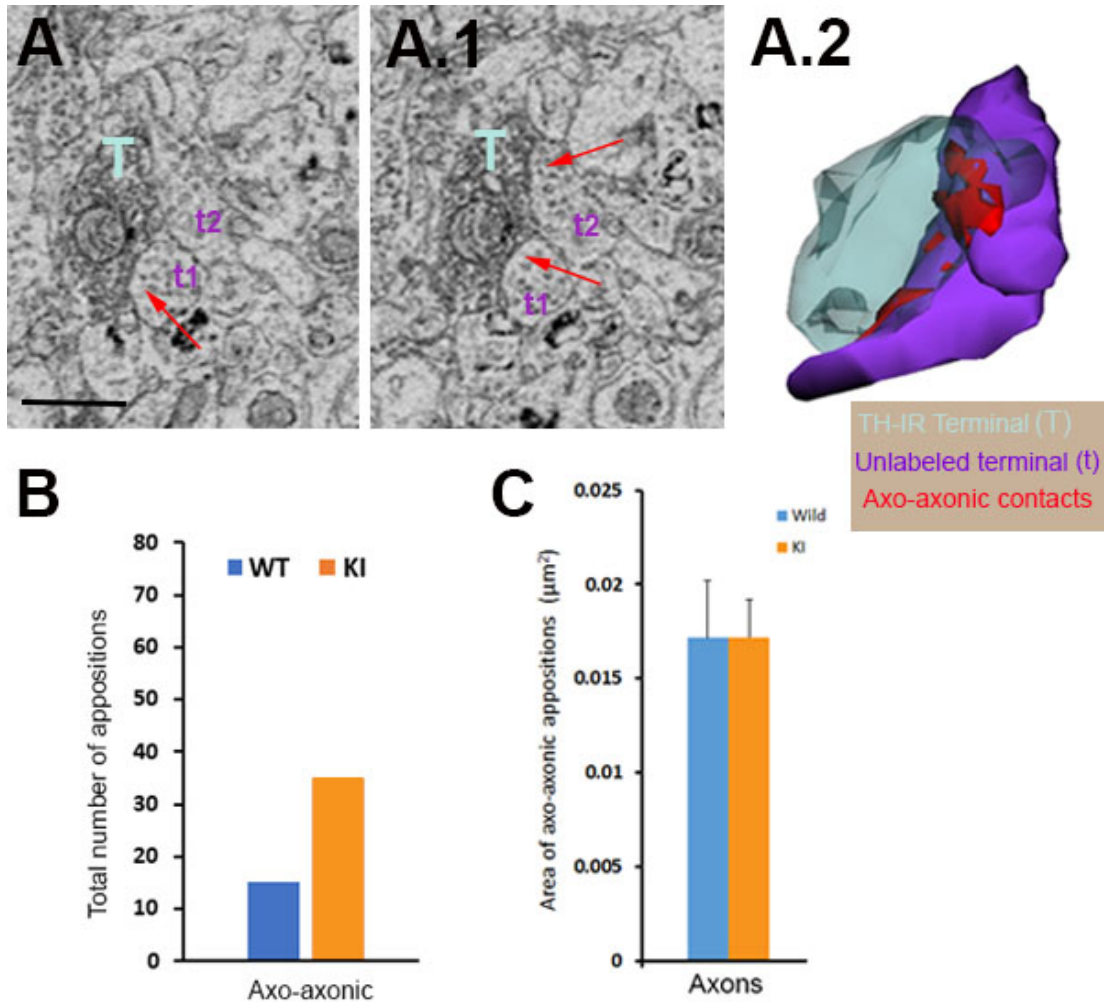 A
T
t2
t1
A.1
T
t2
t1
A.2
TH-IR Terminal (T)
Unlabeled terminal (t)
Axo-axonic contacts
B
Total number of appositions
80
70
60
50
40
30
20
10
0
WT KI
Axo-axonic
C
Area of axo-axonic appositions (µm²)
0.025
0.02
0.015
0.01
0.005
0
Wild
KI
Axons